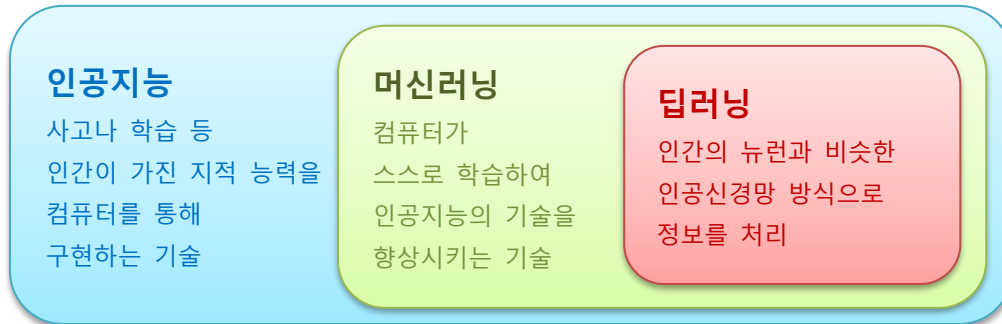 인공지능
사고나 학습 등
인간이 가진 지적 능력을
컴퓨터를 통해
구현하는 기술
머신러닝
컴퓨터가
스스로 학습하여
인공지능의 기술을
향상시키는 기술
딥러닝
인간의 뉴런과 비슷한
인공신경망 방식으로
정보를 처리